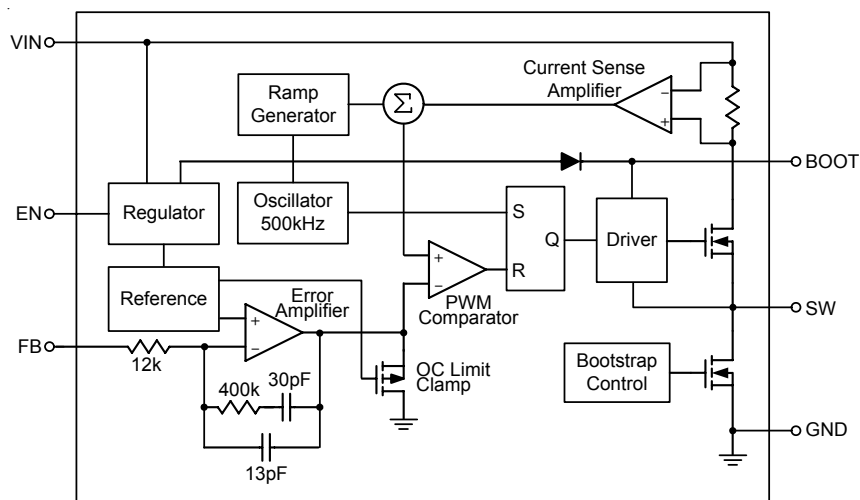 VIN
Current Sense
Amplifier
Ramp
Generator
Σ
−
+
BOOT
EN
Regulator
Oscillator
500kHz
S
Q
R
Driver
Reference
Error
Amplifier
+
−
+
−
PWM
Comparator
SW
FB
12k
OC Limit
Clamp
400k
30pF
13pF
Bootstrap
Control
GND